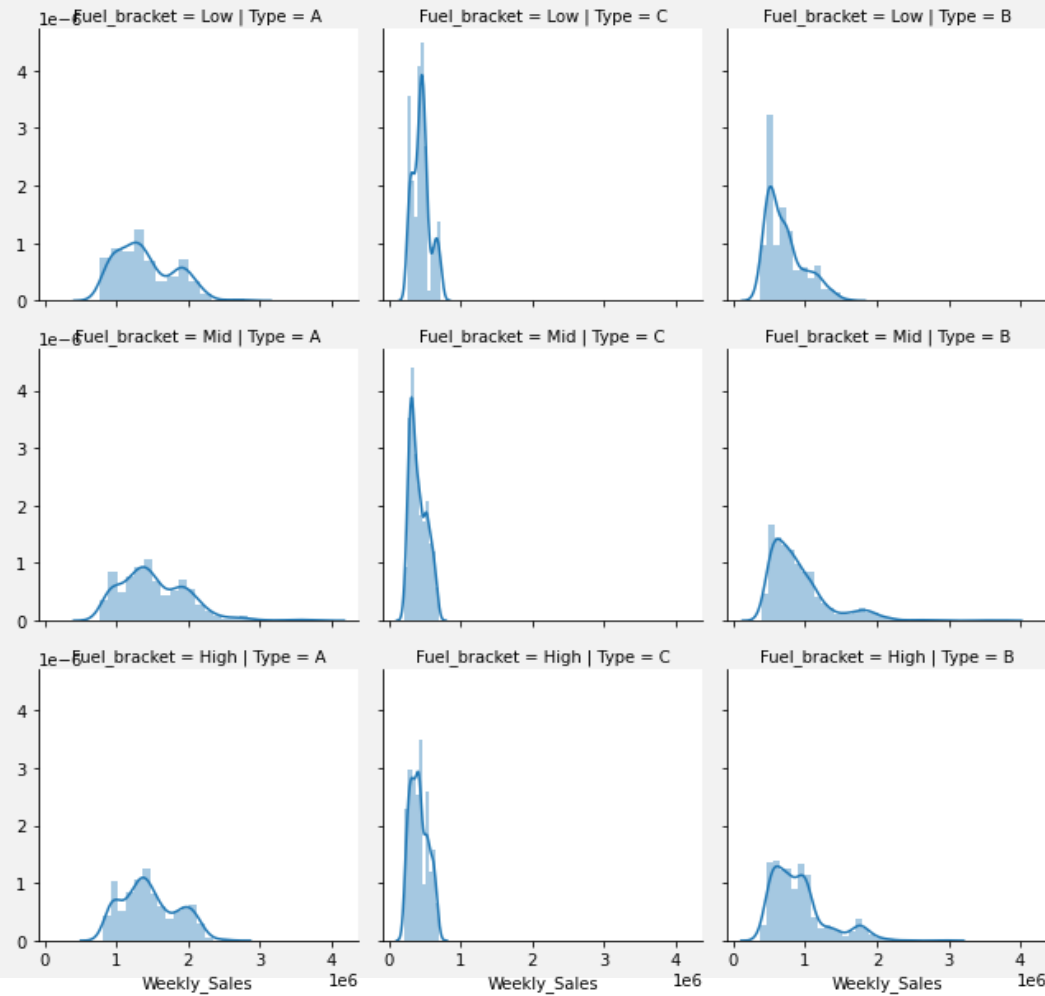 1e−6
Fuel_bracket = Low | Type = A
Fuel_bracket = Low | Type = C
Fuel_bracket = Low | Type = B
4
3
2
1
0
1e−6
Fuel_bracket = Mid | Type = A
Fuel_bracket = Mid | Type = C
Fuel_bracket = Mid | Type = B
4
3
2
1
0
1e−6
Fuel_bracket = High | Type = A
Fuel_bracket = High | Type = C
Fuel_bracket = High | Type = B
4
3
2
1
0
0 1 2 3 4
0 1 2 3 4
0 1 2 3 4
Weekly_Sales 1e6
Weekly_Sales 1e6
Weekly_Sales 1e6